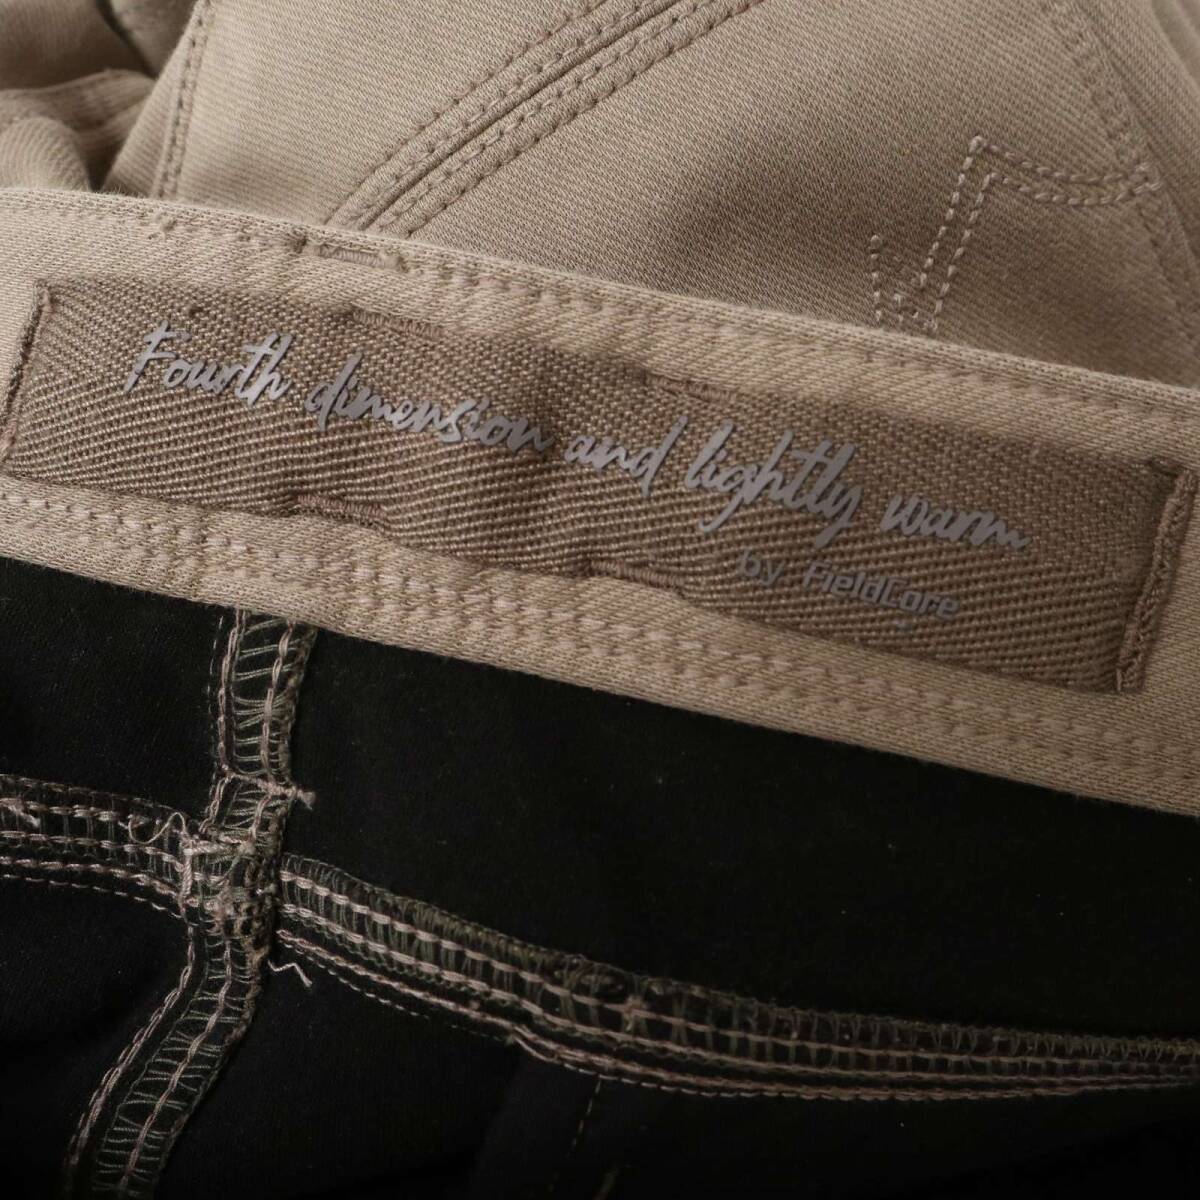 Fourth dimension and lightly warm
by FieldCore